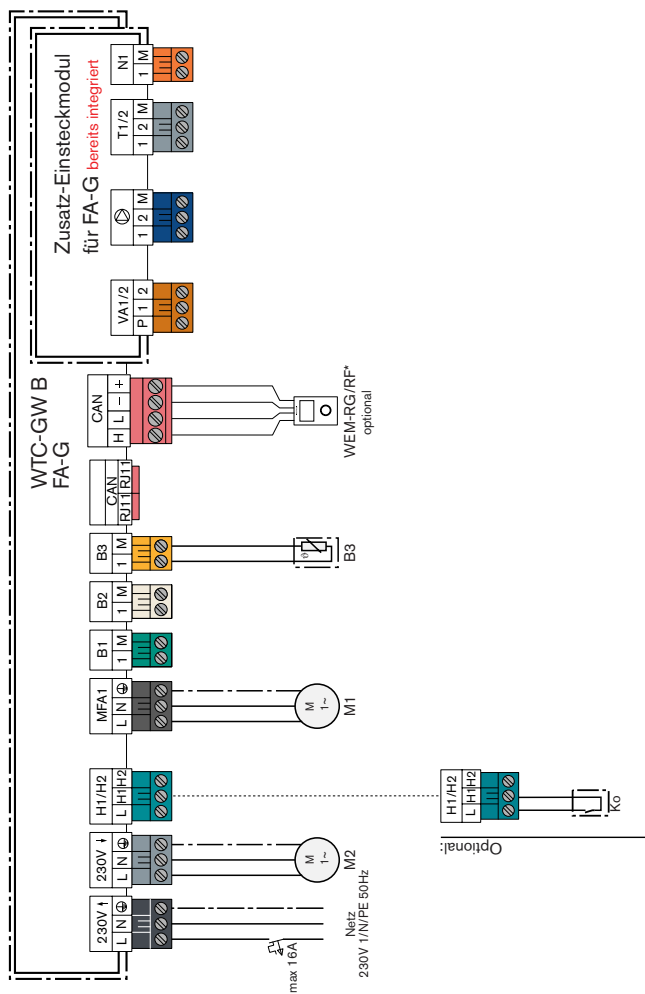 WTC-GW B
FA-G
Zusatz-Einsteckmodul
für FA-G bereits integriert
230V ↑
L N ⏚
230V ↓
L N ⏚
H1/H2
L H1 H2
MFA1
L N ⏚
B1
1 M
B2
1 M
B3
1 M
CAN
RJ11 RJ11
CAN
H L − +
VA1/2
P 1 2
1 2 M
T1/2
1 2 M
N1
1 M
max 16A
Netz
230V 1/N/PE 50Hz
M
1~
M2
M
1~
M1
ϑ
B3
WEM-RG/RF*
optional
Optional:
H1/H2
L H1 H2
Ko